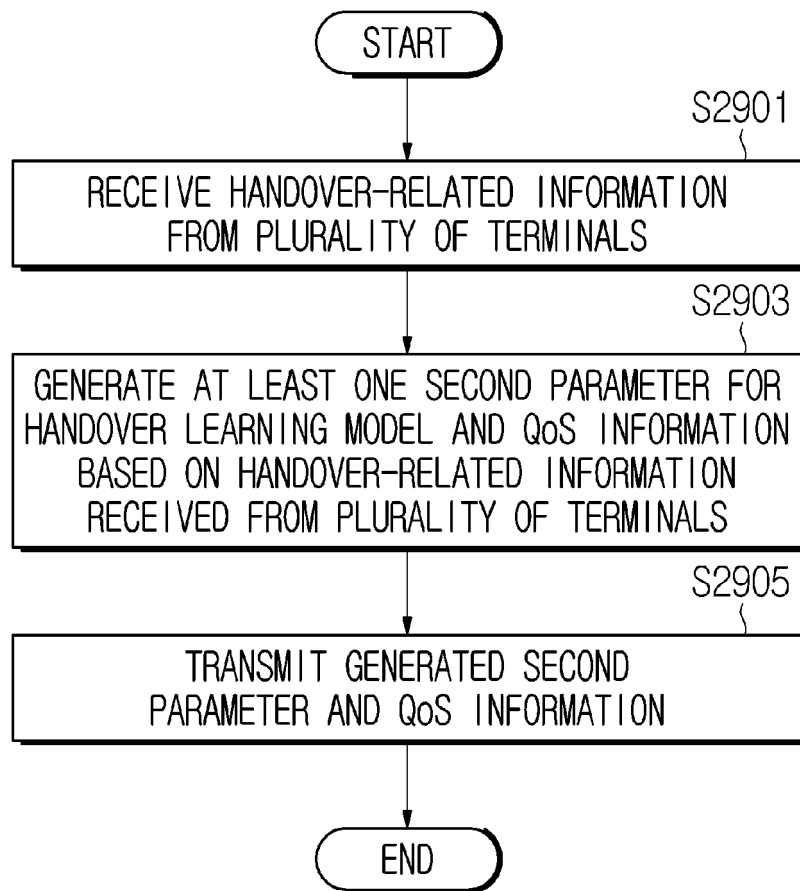 START
S2901
RECEIVE HANDOVER-RELATED INFORMATION
FROM PLURALITY OF TERMINALS
S2903
GENERATE AT LEAST ONE SECOND PARAMETER FOR
HANDOVER LEARNING MODEL AND QoS INFORMATION
BASED ON HANDOVER-RELATED INFORMATION
RECEIVED FROM PLURALITY OF TERMINALS
S2905
TRANSMIT GENERATED SECOND
PARAMETER AND QoS INFORMATION
END